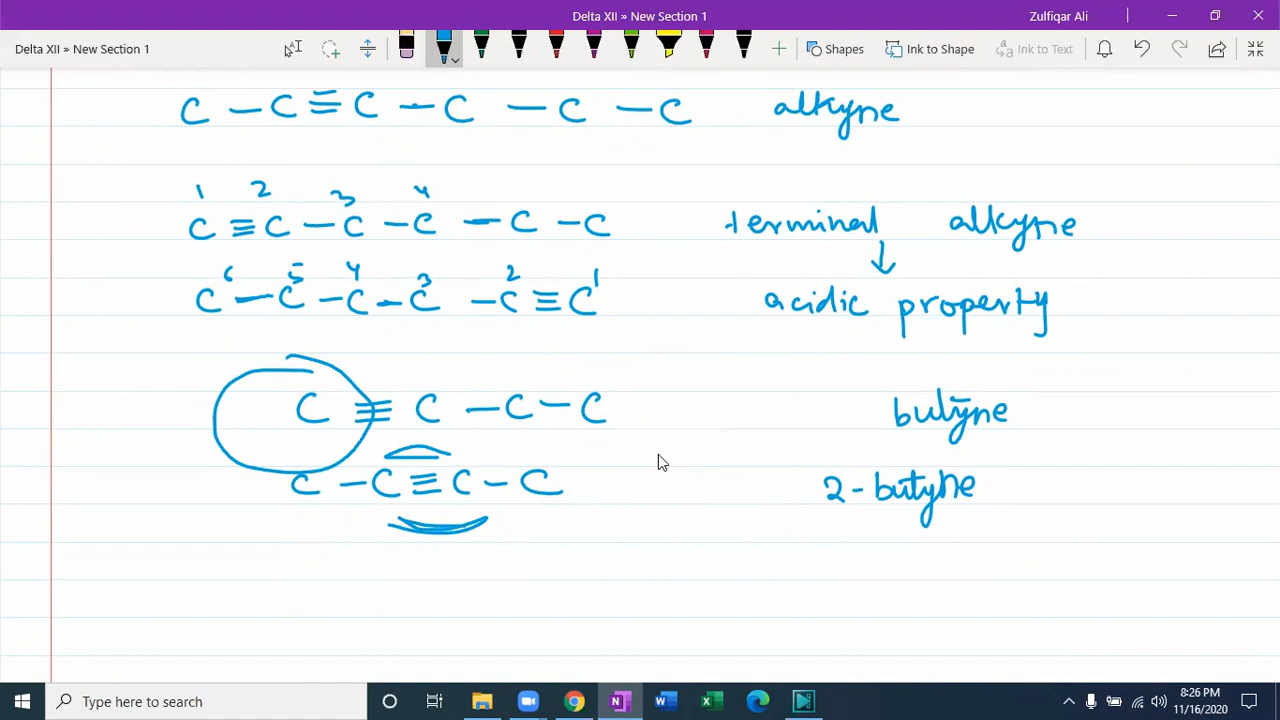 Delta XII » New Section 1
Zulfiqar Ali
Delta XII » New Section 1
Shapes
Ink to Shape
Ink to Text
C – C ≡ C – C – C – C alkyne
1 2 3 4
C ≡ C – C – C – C – C terminal alkyne
↓
6 5 4 3 2 1
C – C – C – C – C ≡ C acidic property
C ≡ C – C – C butyne
C – C ≡ C – C 2-butyne
Type here to search
8:26 PM
11/16/2020